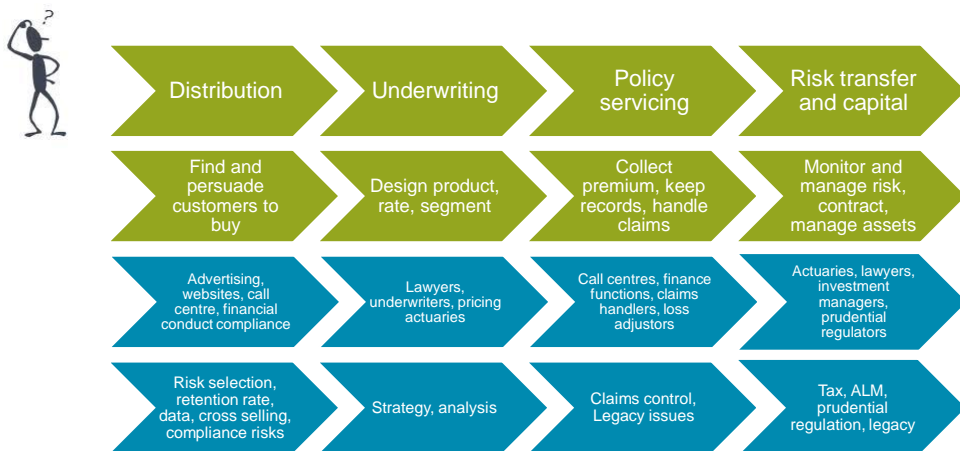 ?
Distribution
Underwriting
Policy
servicing
Risk transfer
and capital
Find and
persuade
customers to
buy
Design product,
rate, segment
Collect
premium, keep
records, handle
claims
Monitor and
manage risk,
contract,
manage assets
Advertising,
websites, call
centre, financial
conduct compliance
Lawyers,
underwriters, pricing
actuaries
Call centres, finance
functions, claims
handlers, loss
adjustors
Actuaries, lawyers,
investment
managers,
prudential
regulators
Risk selection,
retention rate,
data, cross selling,
compliance risks
Strategy, analysis
Claims control,
Legacy issues
Tax, ALM,
prudential
regulation, legacy